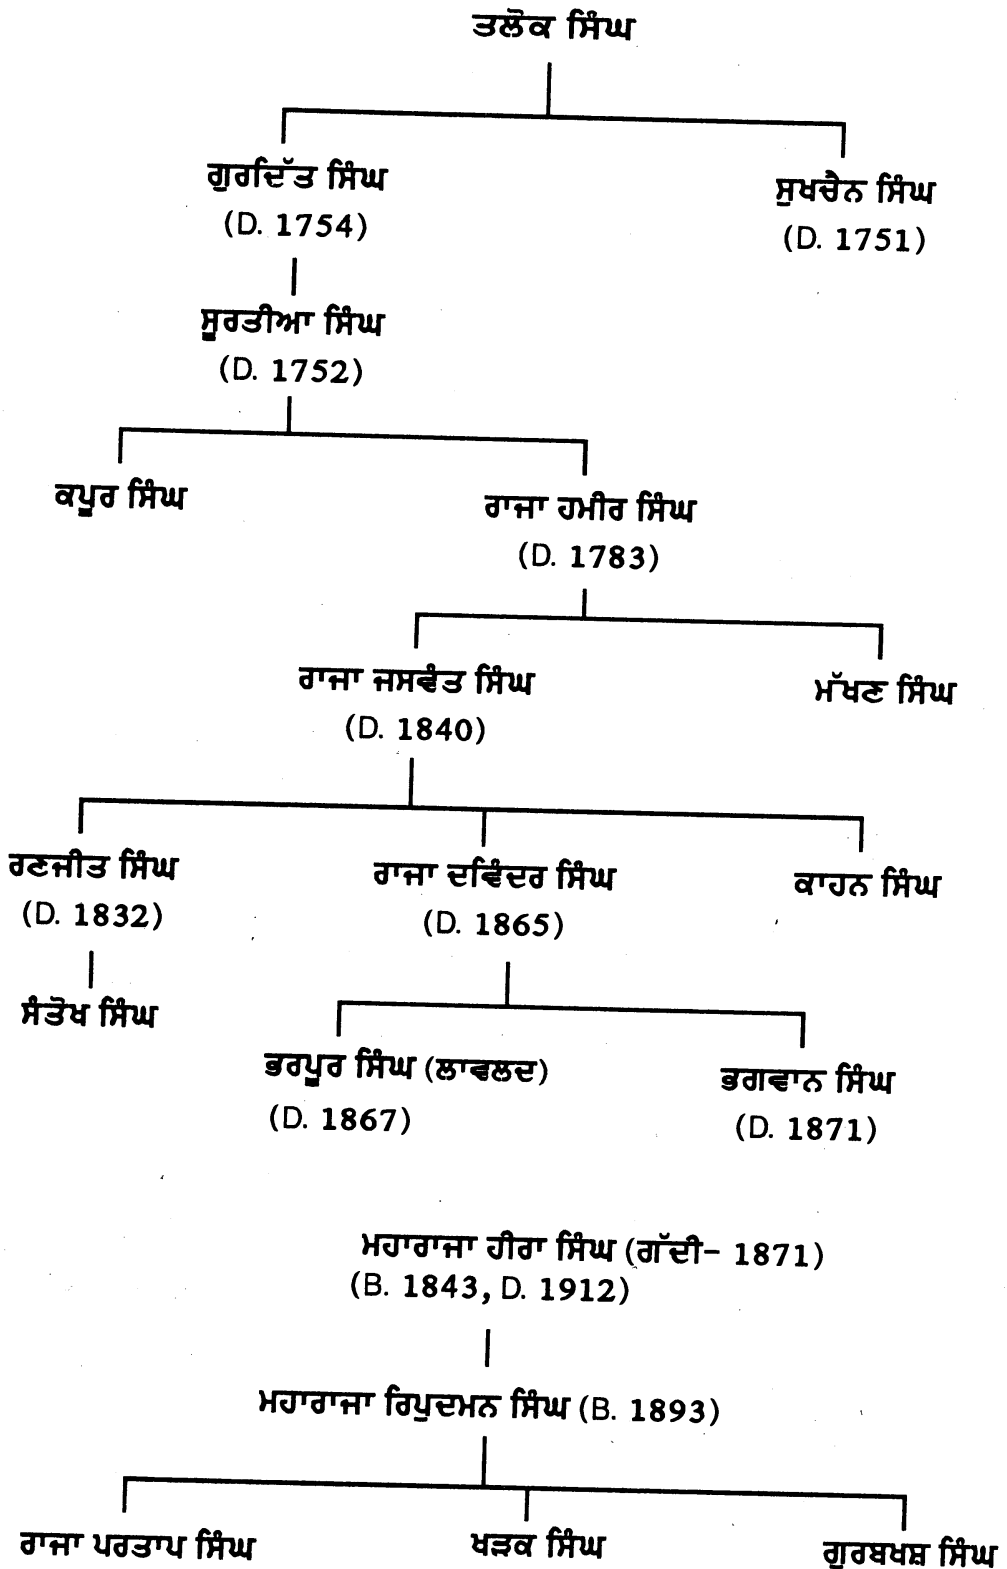 ਤਲੋਕ ਸਿੰਘ
ਗੁਰਦਿੱਤ ਸਿੰਘ
(D. 1754)
ਸੁਖਚੈਨ ਸਿੰਘ
(D. 1751)
ਸੂਰਤੀਆ ਸਿੰਘ
(D. 1752)
ਕਪੂਰ ਸਿੰਘ
ਰਾਜਾ ਹਮੀਰ ਸਿੰਘ
(D. 1783)
ਰਾਜਾ ਜਸਵੰਤ ਸਿੰਘ
(D. 1840)
ਮੱਖਣ ਸਿੰਘ
ਰਣਜੀਤ ਸਿੰਘ
(D. 1832)
ਰਾਜਾ ਦਵਿੰਦਰ ਸਿੰਘ
(D. 1865)
ਕਾਹਨ ਸਿੰਘ
ਸੰਤੋਖ ਸਿੰਘ
ਭਰਪੂਰ ਸਿੰਘ (ਲਾਵਲਦ)
(D. 1867)
ਭਗਵਾਨ ਸਿੰਘ
(D. 1871)
ਮਹਾਰਾਜਾ ਹੀਰਾ ਸਿੰਘ (ਗੱਦੀ- 1871)
(B. 1843, D. 1912)
ਮਹਾਰਾਜਾ ਰਿਪੁਦਮਨ ਸਿੰਘ (B. 1893)
ਰਾਜਾ ਪਰਤਾਪ ਸਿੰਘ
ਖੜਕ ਸਿੰਘ
ਗੁਰਬਖਸ਼ ਸਿੰਘ